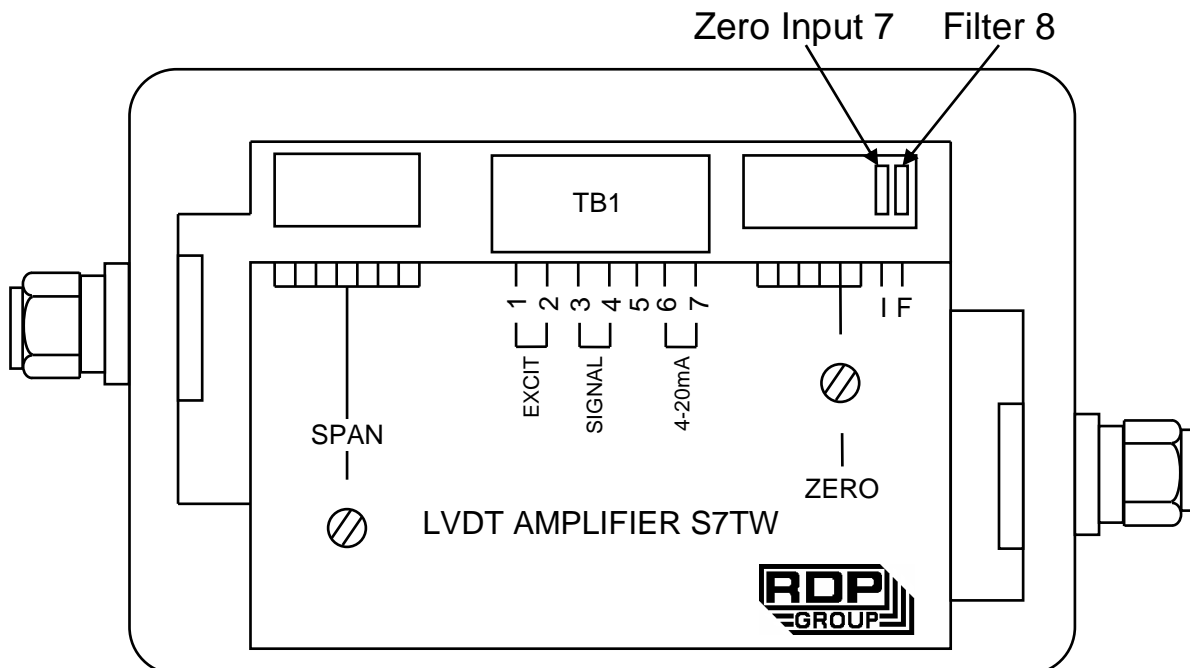 Zero Input 7 Filter 8
TB1
1 2 3 4 5 6 7
I F
EXCIT
SIGNAL
4-20mA
SPAN
ZERO
LVDT AMPLIFIER S7TW
RDP
GROUP